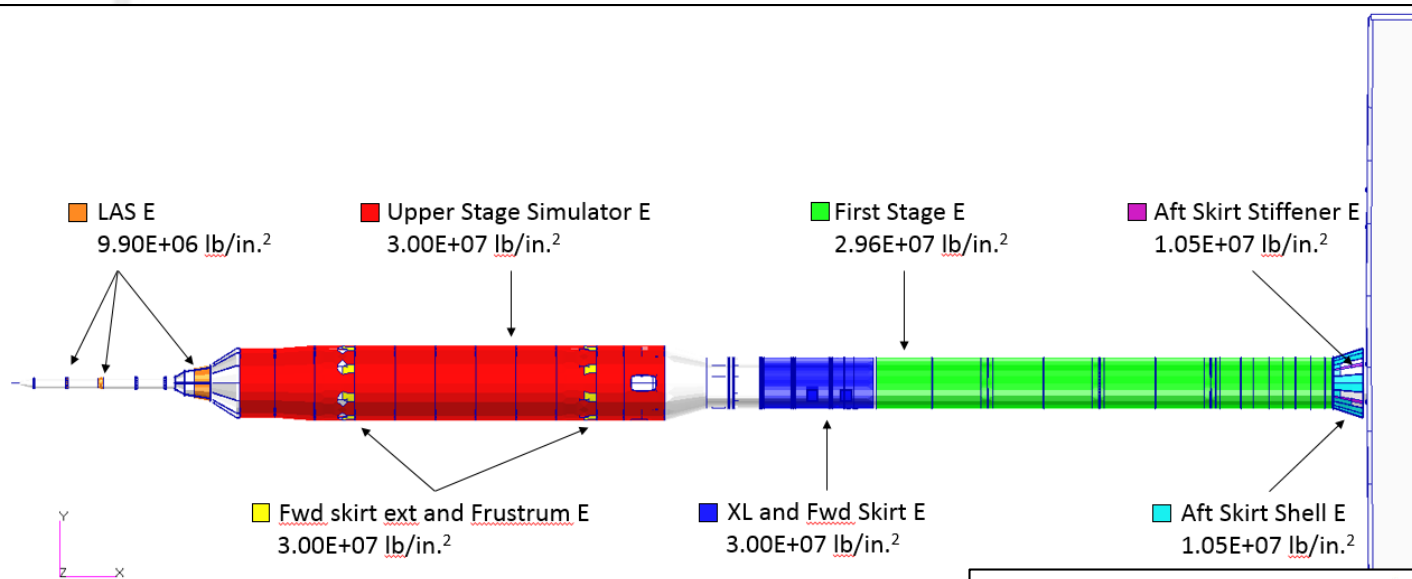 LAS E
9.90E+06 lb/in.²
Upper Stage Simulator E
3.00E+07 lb/in.²
First Stage E
2.96E+07 lb/in.²
Aft Skirt Stiffener E
1.05E+07 lb/in.²
Fwd skirt ext and Frustrum E
3.00E+07 lb/in.²
XL and Fwd Skirt E
3.00E+07 lb/in.²
Aft Skirt Shell E
1.05E+07 lb/in.²
Y
Z X